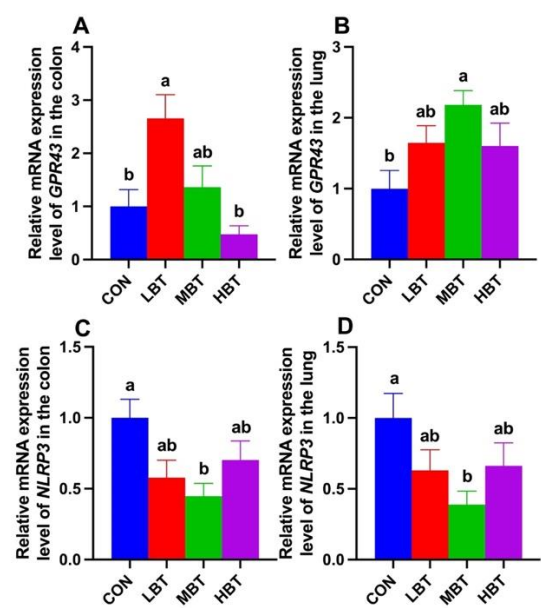 A
Relative mRNA expression
level of GPR43 in the colon
4
3
2
1
0
b
a
ab
b
CON
LBT
MBT
HBT
B
Relative mRNA expression
level of GPR43 in the lung
3
2
1
0
b
ab
a
ab
CON
LBT
MBT
HBT
C
Relative mRNA expression
level of NLRP3 in the colon
1.5
1.0
0.5
0.0
a
ab
b
ab
CON
LBT
MBT
HBT
D
Relative mRNA expression
level of NLRP3 in the lung
1.5
1.0
0.5
0.0
a
ab
b
ab
CON
LBT
MBT
HBT